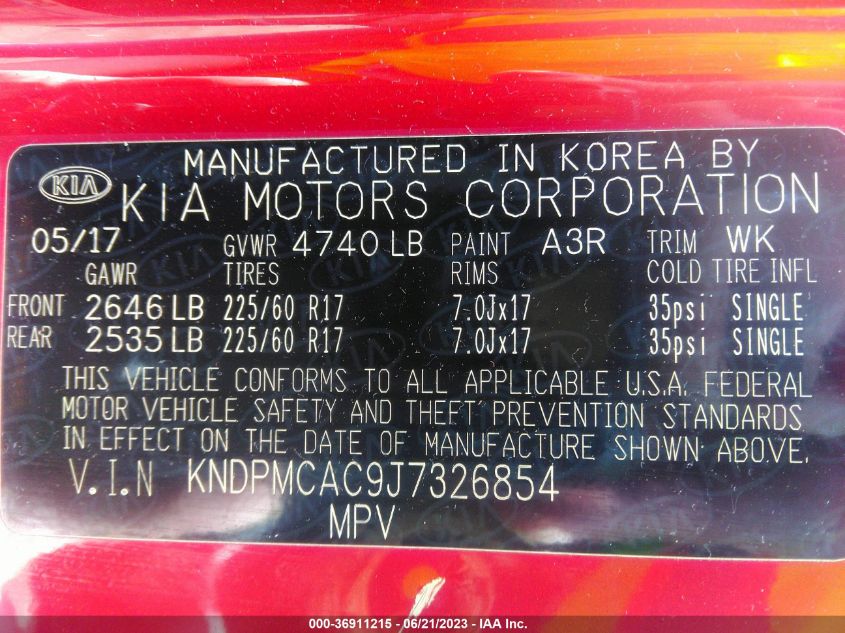 MANUFACTURED IN KOREA BY
KIA KIA MOTORS CORPORATION
05/17 GVWR 4740 LB PAINT A3R TRIM WK
GAWR TIRES RIMS COLD TIRE INFL
FRONT 2646 LB 225/60 R17 7.0Jx17 35psi SINGLE
REAR 2535 LB 225/60 R17 7.0Jx17 35psi SINGLE
THIS VEHICLE CONFORMS TO ALL APPLICABLE U.S.A. FEDERAL
MOTOR VEHICLE SAFETY AND THEFT PREVENTION STANDARDS
IN EFFECT ON THE DATE OF MANUFACTURE SHOWN ABOVE.
V.I.N KNDPMCAC9J7326854
MPV
000-36911215 - 06/21/2023 - IAA Inc.